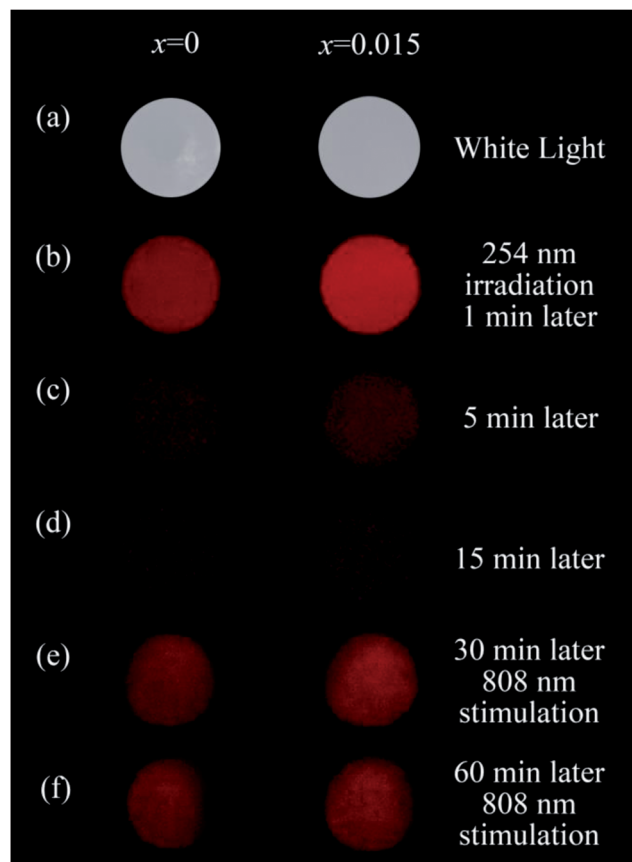 x=0 x=0.015
(a)
White Light
(b)
254 nm
irradiation
1 min later
(c)
5 min later
(d)
15 min later
(e)
30 min later
808 nm
stimulation
(f)
60 min later
808 nm
stimulation